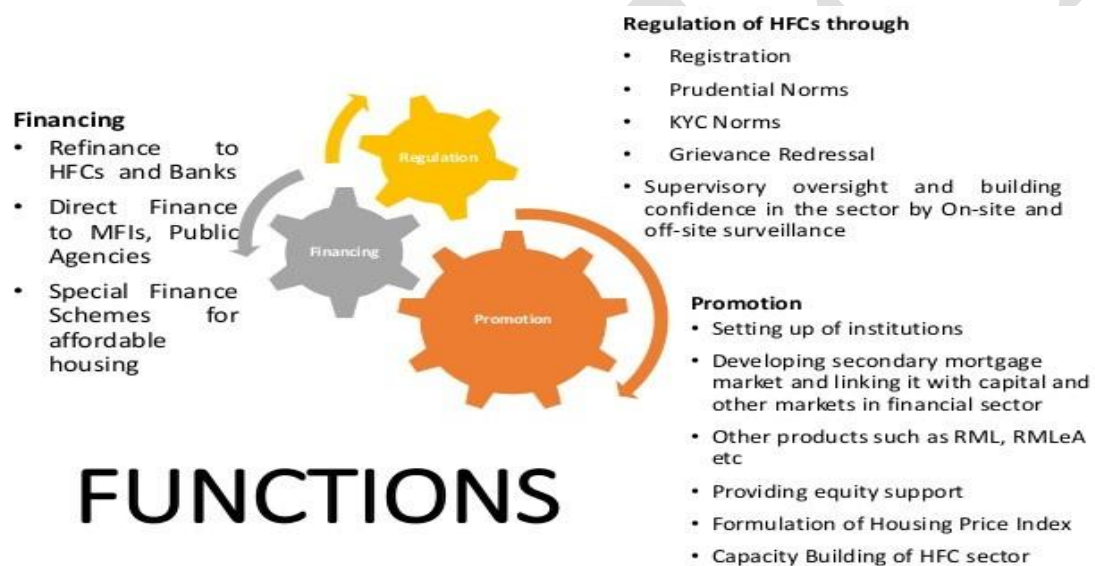 Financing
• Refinance to
HFCs and Banks
• Direct Finance
to MFIs, Public
Agencies
• Special Finance
Schemes for
affordable
housing
Regulation
Financing
Promotion
Regulation of HFCs through
• Registration
• Prudential Norms
• KYC Norms
• Grievance Redressal
• Supervisory oversight and building
confidence in the sector by On-site and
off-site surveillance
Promotion
• Setting up of institutions
• Developing secondary mortgage
market and linking it with capital and
other markets in financial sector
• Other products such as RML, RMLeA
etc
• Providing equity support
• Formulation of Housing Price Index
• Capacity Building of HFC sector
FUNCTIONS